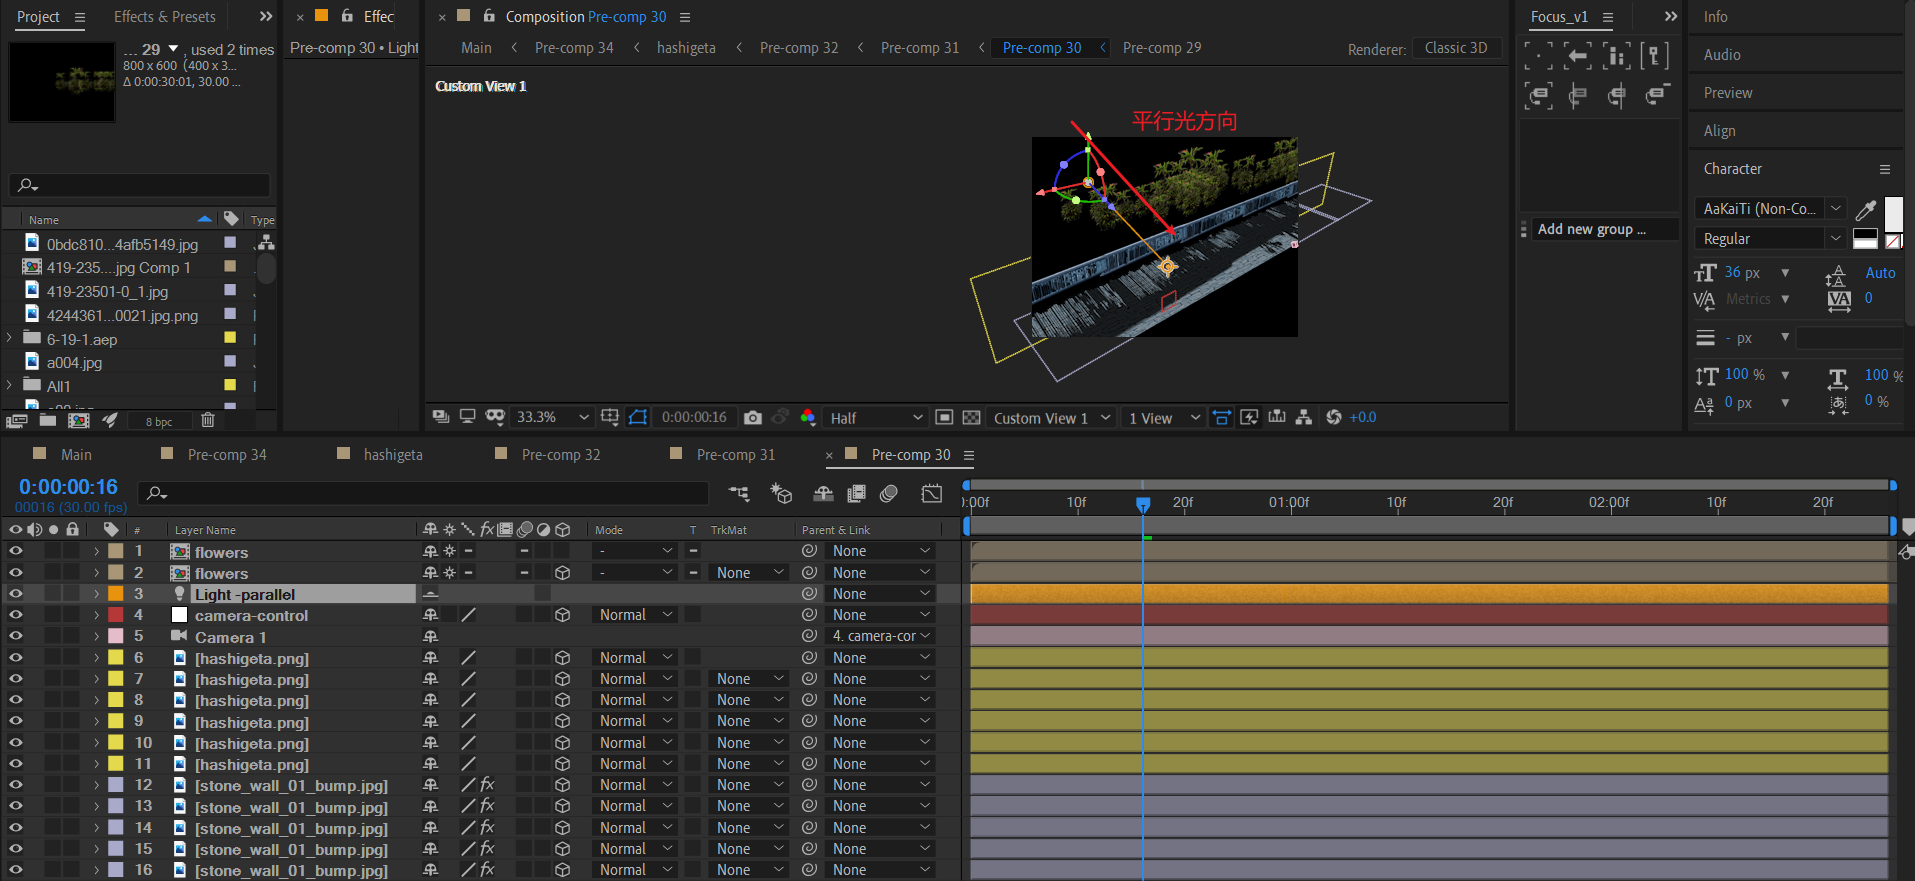 Project
Effects & Presets
Effec
Composition Pre-comp 30
Focus_v1
Info
... 29 , used 2 times
800 x 600 (400 x 3...
Δ 0:00:30:01, 30.00 ...
Pre-comp 30 • Light
Main
Pre-comp 34
hashigeta
Pre-comp 32
Pre-comp 31
Pre-comp 30
Pre-comp 29
Renderer:
Classic 3D
Custom View 1
平行光方向
Audio
Preview
Align
Character
Name
Type
0bdc810...4afb5149.jpg
419-235....jpg Comp 1
419-23501-0_1.jpg
4244361...0021.jpg.png
6-19-1.aep
a004.jpg
All1
8 bpc
33.3%
0:00:00:16
Half
Custom View 1
1 View
+0.0
Add new group ...
AaKaiTi (Non-Co...
Regular
36 px
Auto
Metrics
0
- px
100 %
100 %
0 px
0 %
Main
Pre-comp 34
hashigeta
Pre-comp 32
Pre-comp 31
Pre-comp 30
0:00:00:16
00016 (30.00 fps)
:00f
10f
20f
01:00f
10f
20f
02:00f
10f
20f
#
Layer Name
Mode
T
TrkMat
Parent & Link
1 flowers - None
2 flowers - None None
3 Light -parallel None
4 camera-control Normal None
5 Camera 1 4. camera-cor
6 [hashigeta.png] Normal None
7 [hashigeta.png] Normal None None
8 [hashigeta.png] Normal None None
9 [hashigeta.png] Normal None None
10 [hashigeta.png] Normal None None
11 [hashigeta.png] Normal None None
12 [stone_wall_01_bump.jpg] Normal None None
13 [stone_wall_01_bump.jpg] Normal None None
14 [stone_wall_01_bump.jpg] Normal None None
15 [stone_wall_01_bump.jpg] Normal None None
16 [stone_wall_01_bump.jpg] Normal None None